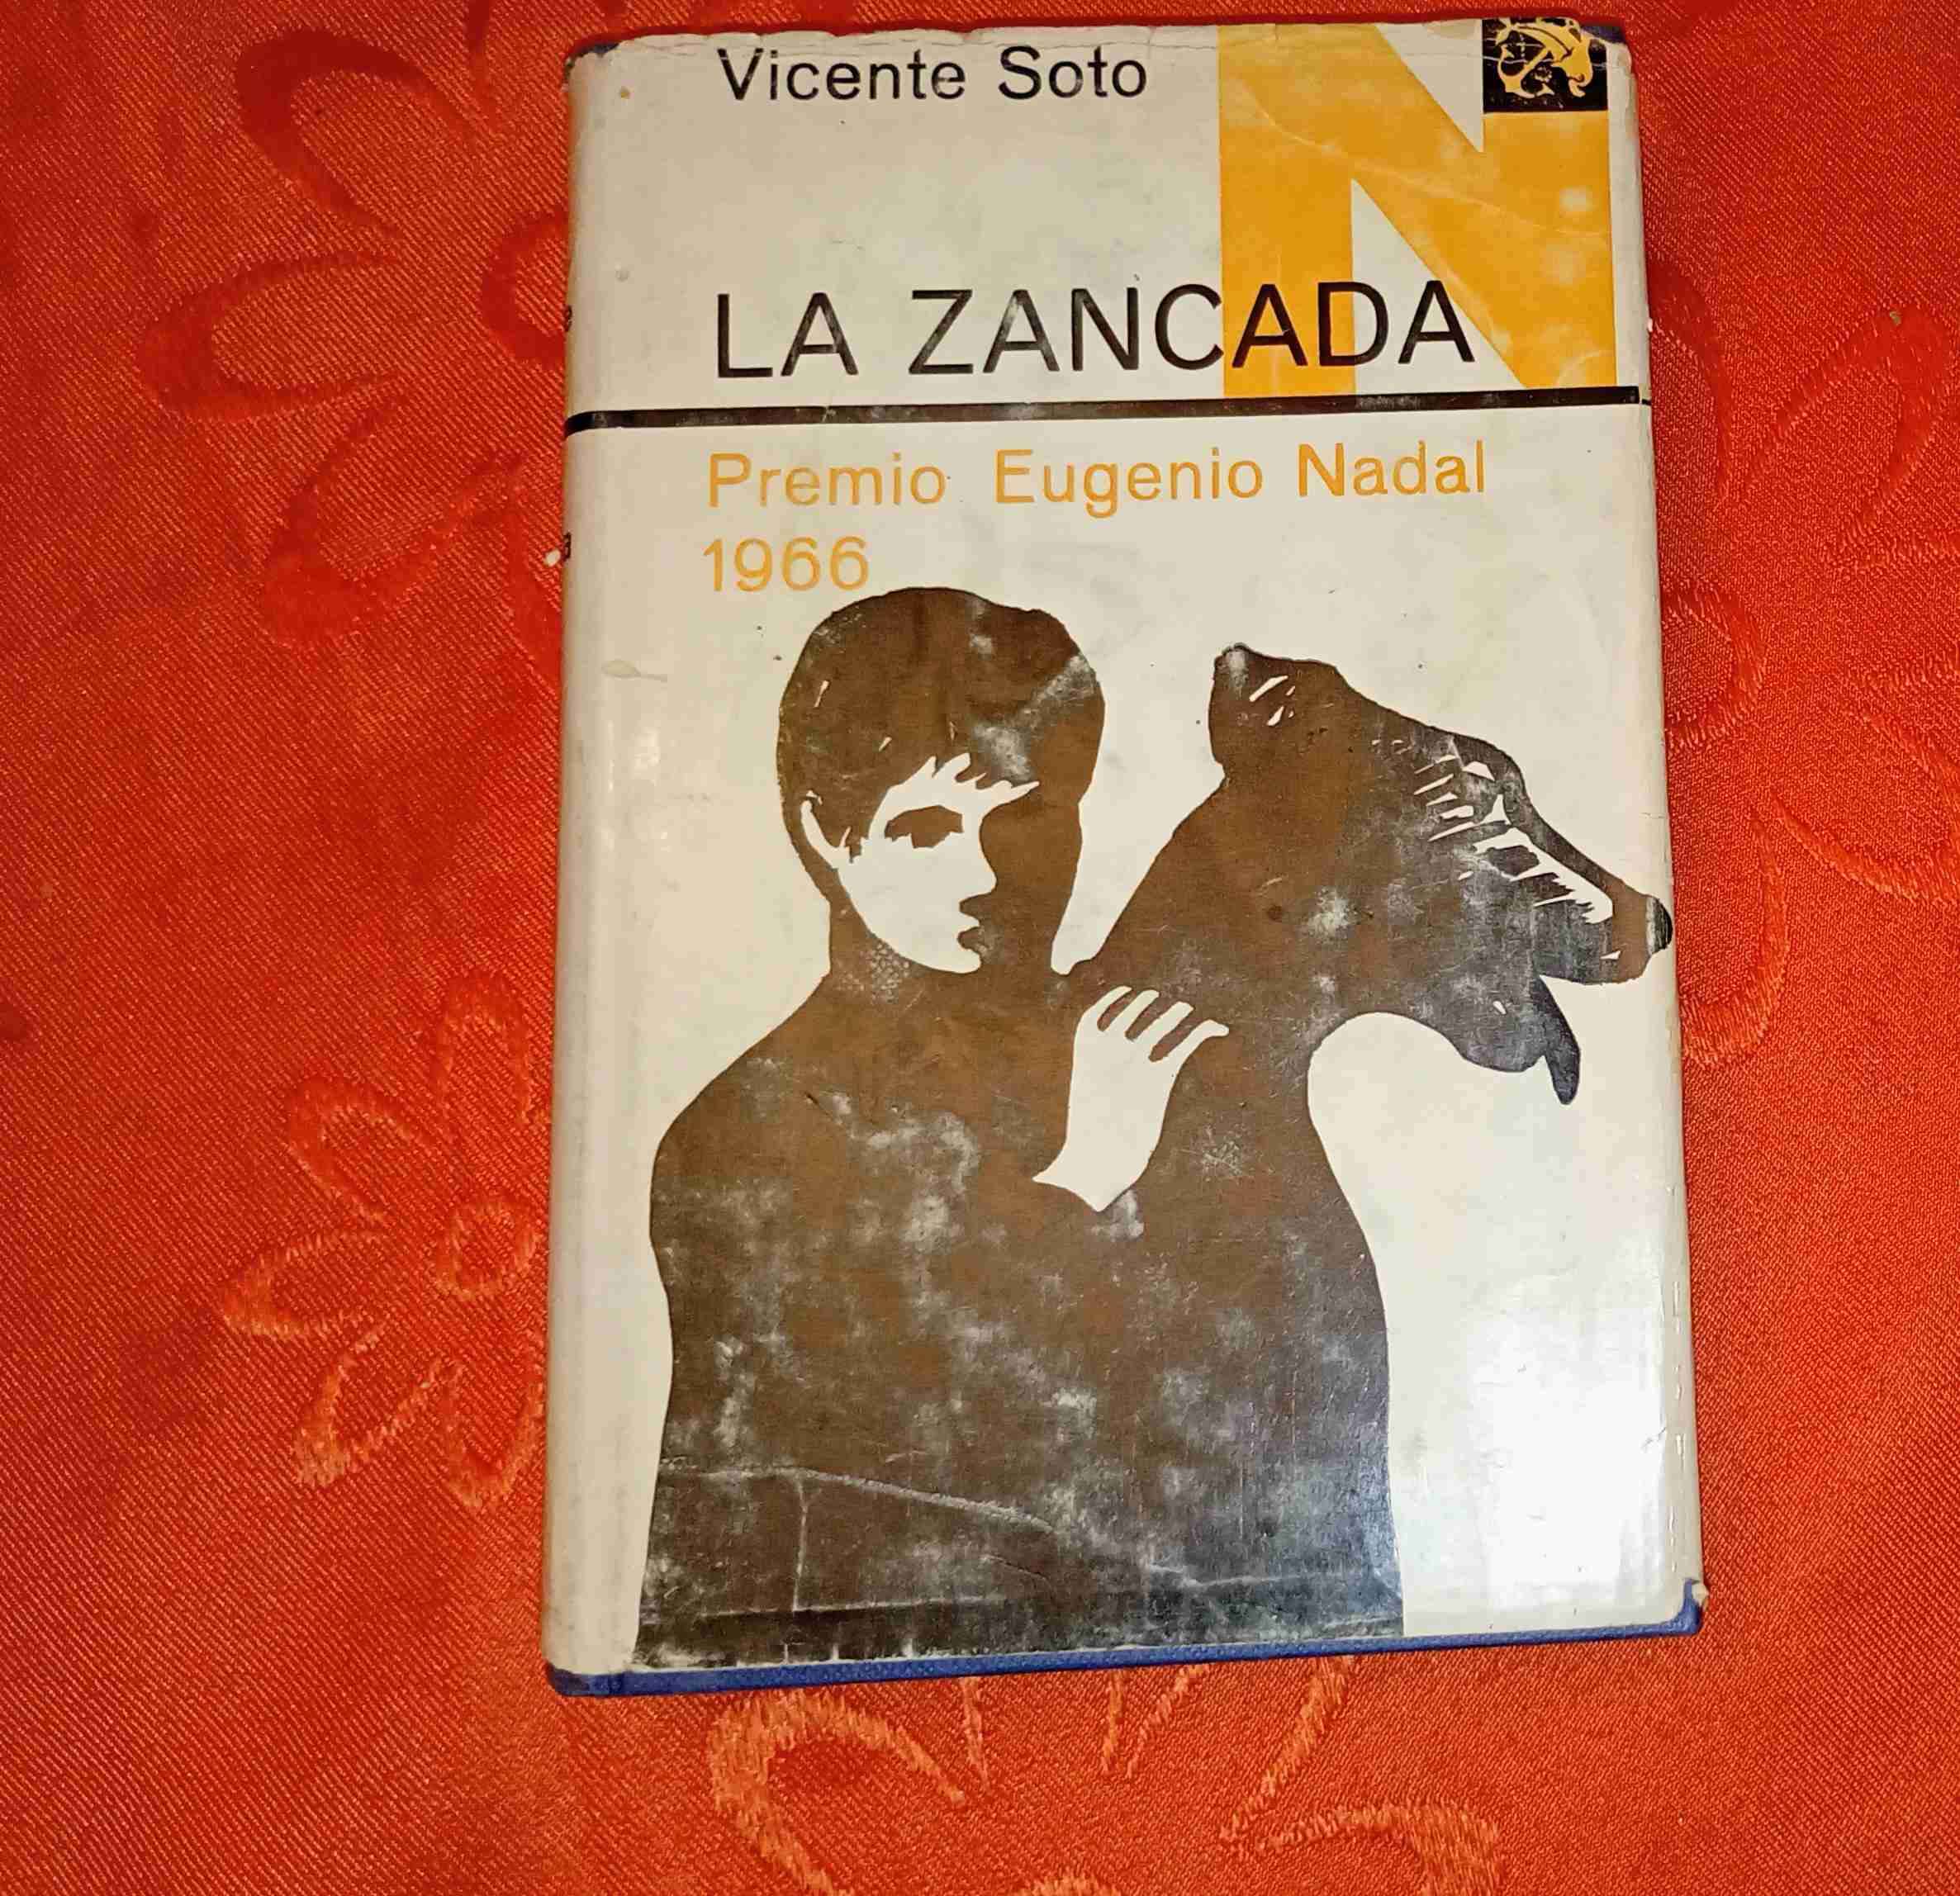 Vicente Soto
LA ZANCADA
Premio Eugenio Nadal
1966